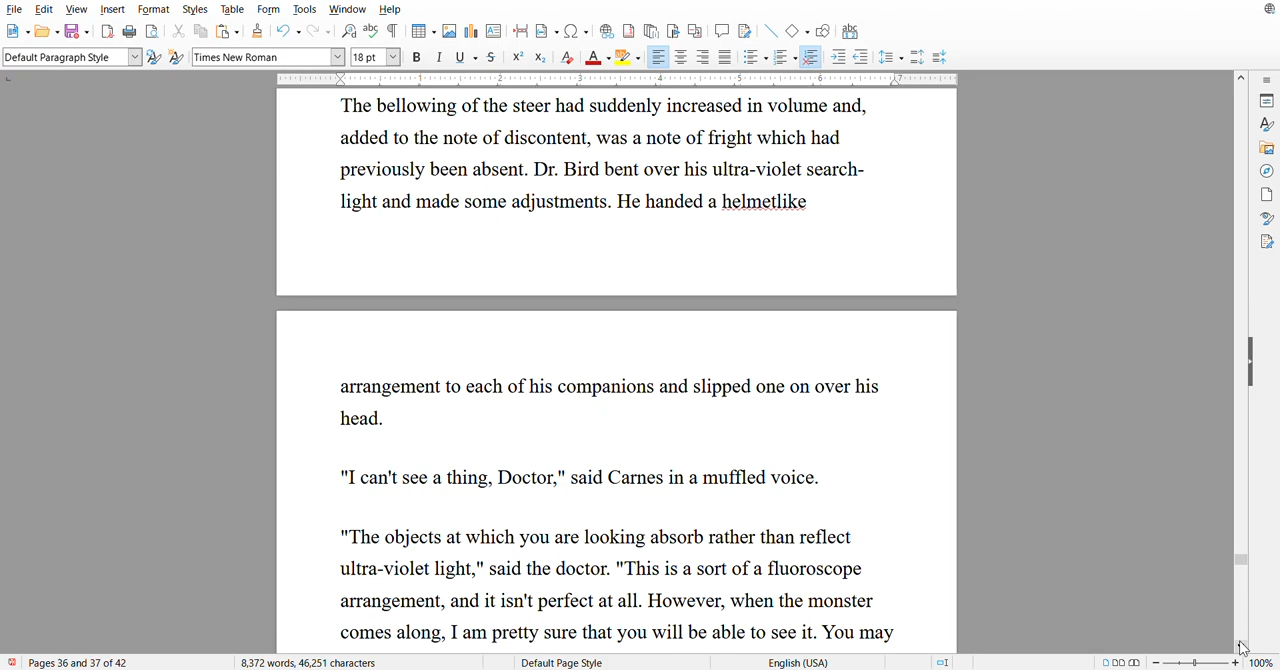 File Edit View Insert Format Styles Table Form Tools Window Help
Default Paragraph Style Times New Roman 18 pt
1 2 3 4 5 6 7
The bellowing of the steer had suddenly increased in volume and,
added to the note of discontent, was a note of fright which had
previously been absent. Dr. Bird bent over his ultra-violet search-
light and made some adjustments. He handed a helmetlike
arrangement to each of his companions and slipped one on over his
head.
"I can't see a thing, Doctor," said Carnes in a muffled voice.
"The objects at which you are looking absorb rather than reflect
ultra-violet light," said the doctor. "This is a sort of a fluoroscope
arrangement, and it isn't perfect at all. However, when the monster
comes along, I am pretty sure that you will be able to see it. You may
Pages 36 and 37 of 42 8,372 words, 46,251 characters Default Page Style English (USA) 100%